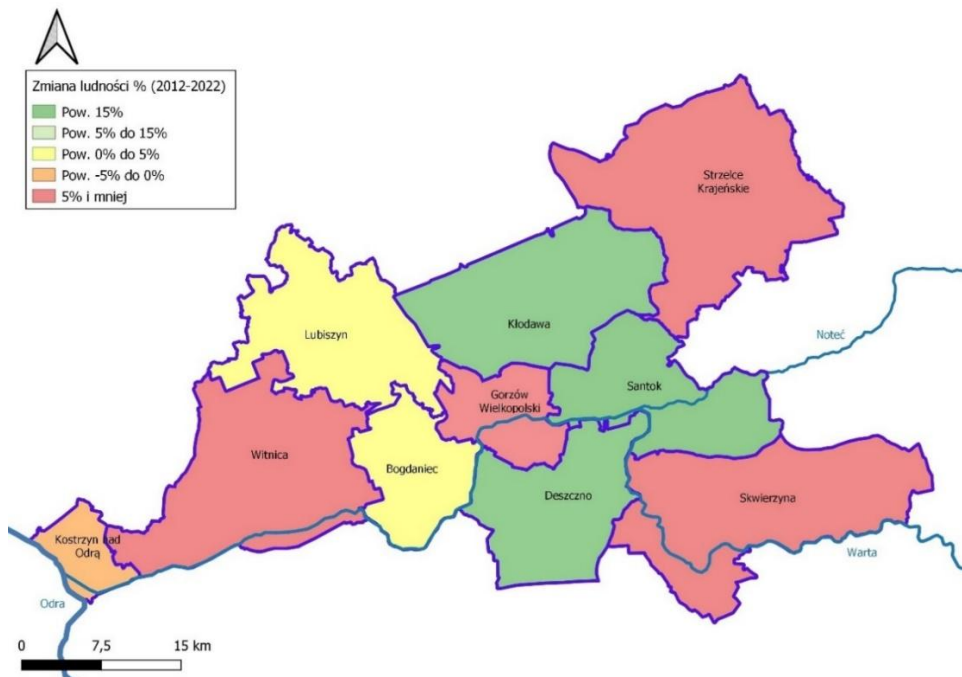 Zmiana ludności % (2012-2022)
Pow. 15%
Pow. 5% do 15%
Pow. 0% do 5%
Pow. -5% do 0%
5% i mniej
Strzelce
Krajeńskie
Kłodawa
Lubiszyn
Noteć
Santok
Gorzów
Wielkopolski
Witnica
Bogdaniec
Deszczno
Skwierzyna
Kostrzyn nad
Odrą
Warta
Odra
0 7,5 15 km